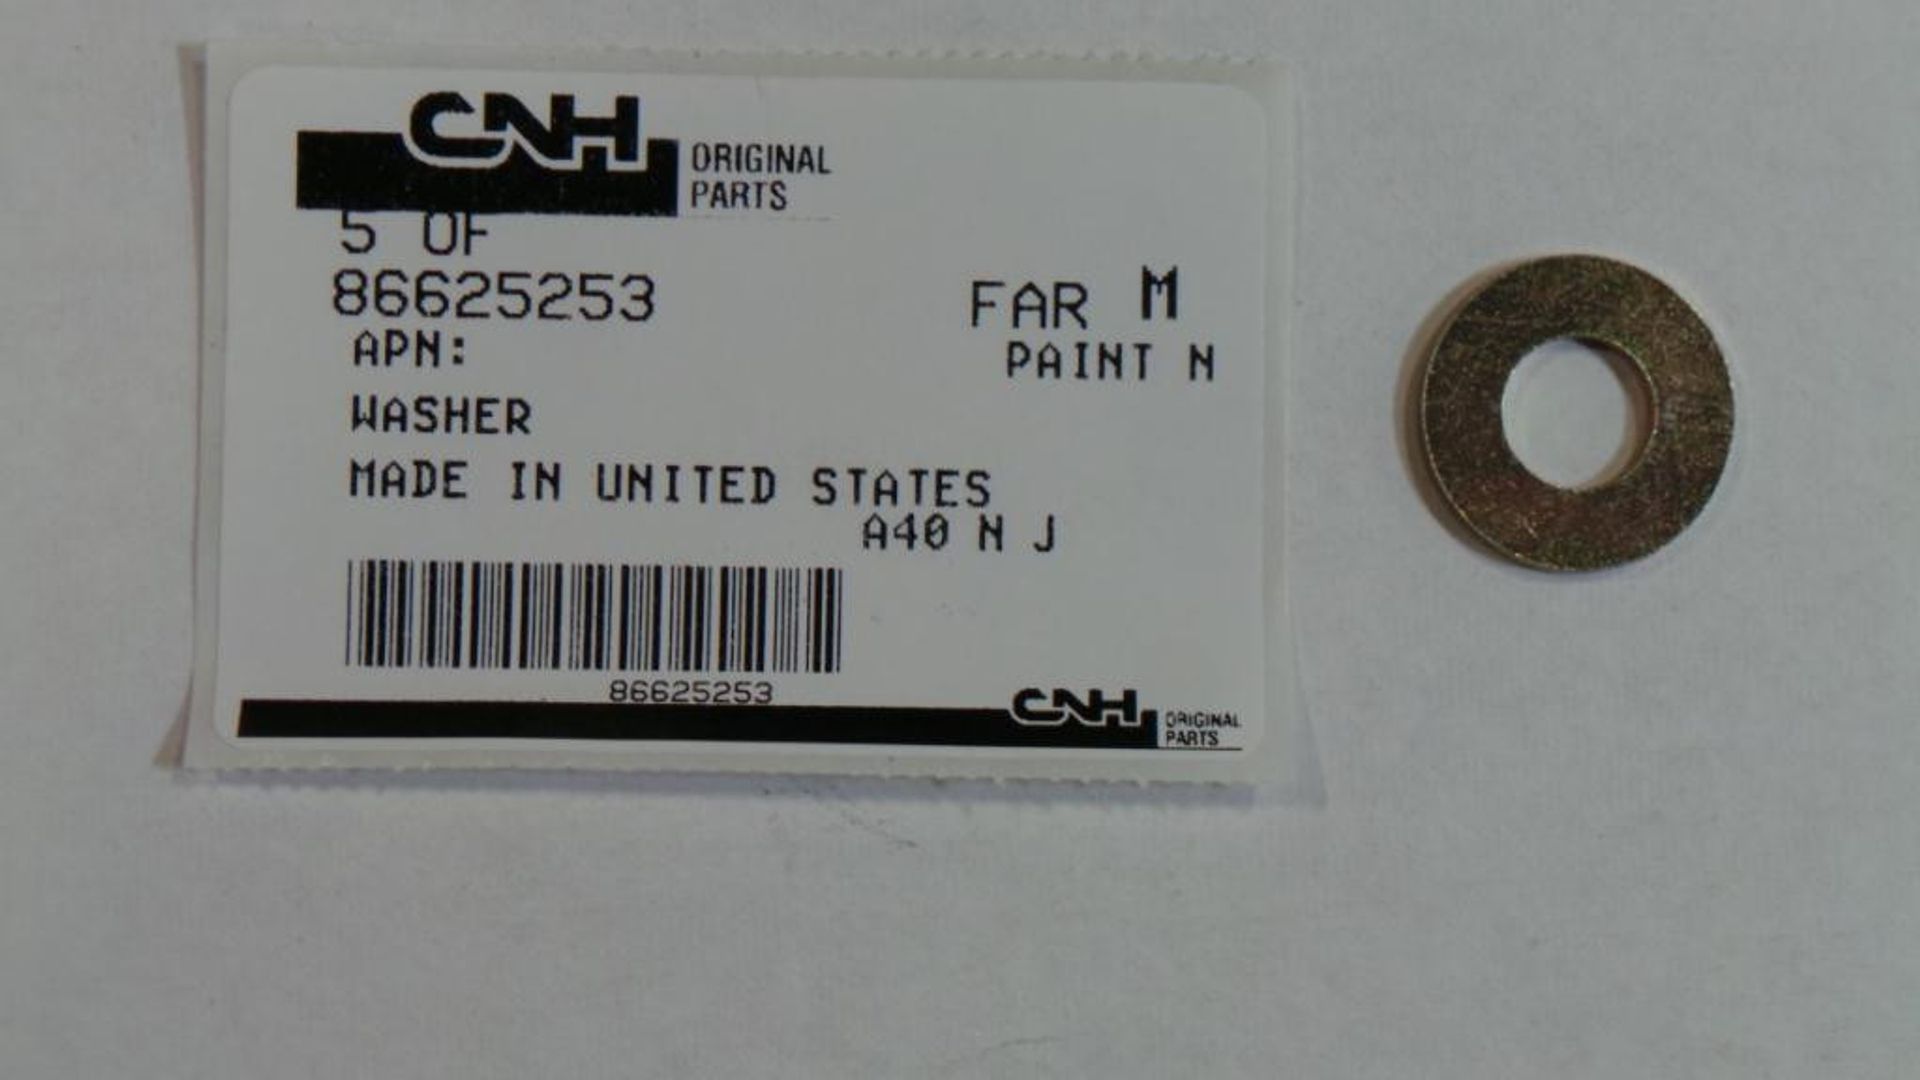 CNH ORIGINAL
PARTS
5 OF
86625253
FAR M
APN:
PAINT N
WASHER
MADE IN UNITED STATES
A40 N J
86625253
CNH ORIGINAL
PARTS